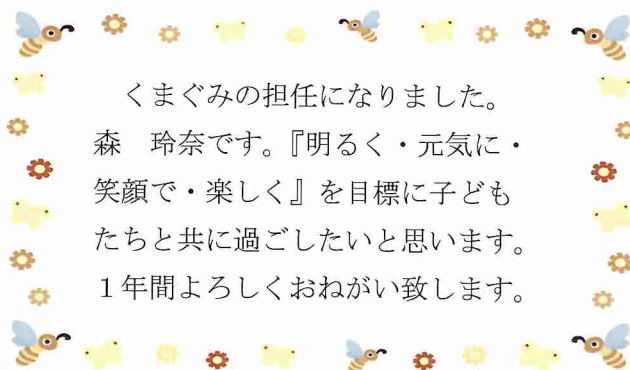 くまぐみの担任になりました。
森　玲奈です。『明るく・元気に・
笑顔で・楽しく』を目標に子ども
たちと共に過ごしたいと思います。
１年間よろしくおねがい致します。